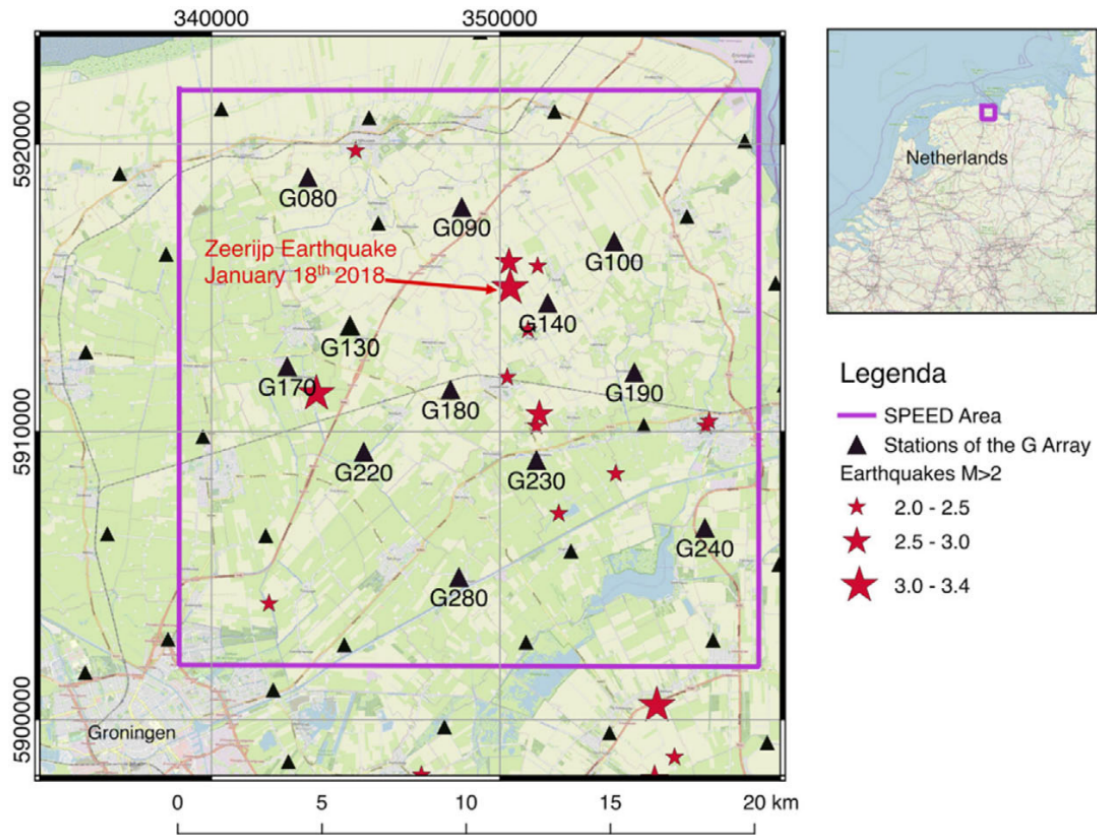 340000 350000
5920000
5910000
5900000
G080
G090
Zeerijp Earthquake
January 18th 2018
G100
G140
G130
G170
G180
G190
G220
G230
G240
G280
Groningen
0 5 10 15 20 km
Netherlands
Legenda
SPEED Area
Stations of the G Array
Earthquakes M>2
2.0 - 2.5
2.5 - 3.0
3.0 - 3.4